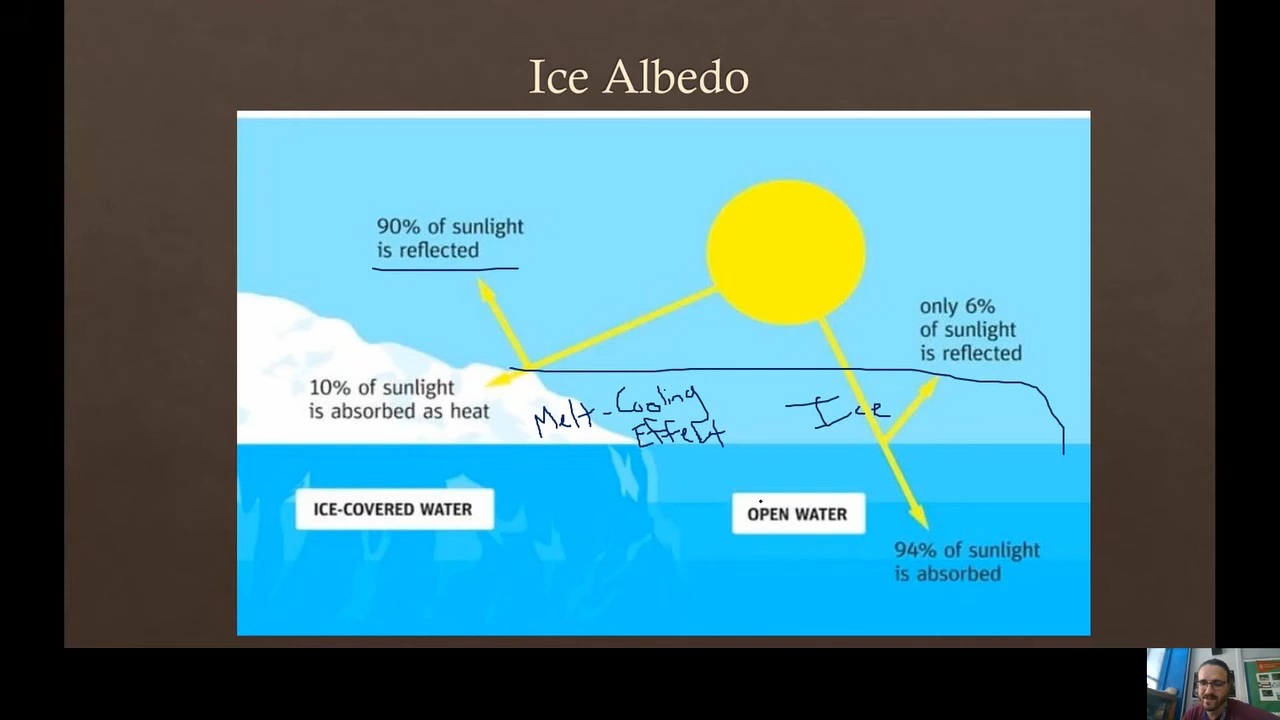 Ice Albedo
90% of sunlight
is reflected
only 6%
of sunlight
is reflected
10% of sunlight
is absorbed as heat
Melt - Cooling
Effect
Ice
ICE-COVERED WATER
OPEN WATER
94% of sunlight
is absorbed